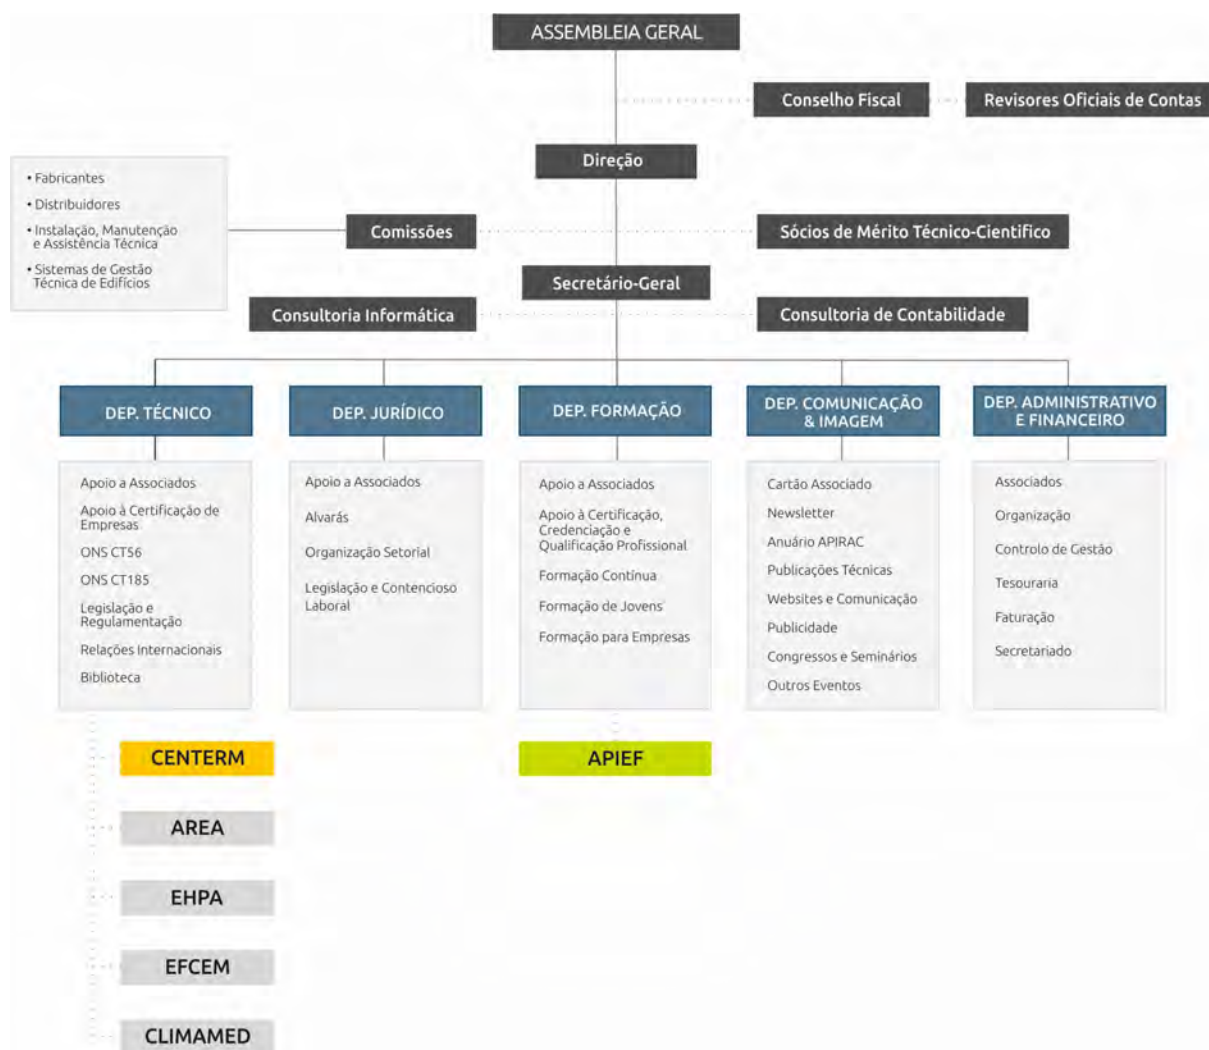 ASSEMBLEIA GERAL
Conselho Fiscal
Revisores Oficiais de Contas
Direção
• Fabricantes
• Distribuidores
• Instalação, Manutenção
e Assistência Técnica
• Sistemas de Gestão
Técnica de Edifícios
Comissões
Sócios de Mérito Técnico-Cientifico
Secretário-Geral
Consultoria Informática
Consultoria de Contabilidade
DEP. TÉCNICO
Apoio a Associados
Apoio à Certificação de
Empresas
ONS CT56
ONS CT185
Legislação e
Regulamentação
Relações Internacionais
Biblioteca
DEP. JURÍDICO
Apoio a Associados
Alvarás
Organização Setorial
Legislação e Contencioso
Laboral
DEP. FORMAÇÃO
Apoio a Associados
Apoio à Certificação,
Credenciação e
Qualificação Profissional
Formação Contínua
Formação de Jovens
Formação para Empresas
DEP. COMUNICAÇÃO
& IMAGEM
Cartão Associado
Newsletter
Anuário APIRAC
Publicações Técnicas
Websites e Comunicação
Publicidade
Congressos e Seminários
Outros Eventos
DEP. ADMINISTRATIVO
E FINANCEIRO
Associados
Organização
Controlo de Gestão
Tesouraria
Faturação
Secretariado
CENTERM
AREA
EHPA
EFCEM
CLIMAMED
APIEF